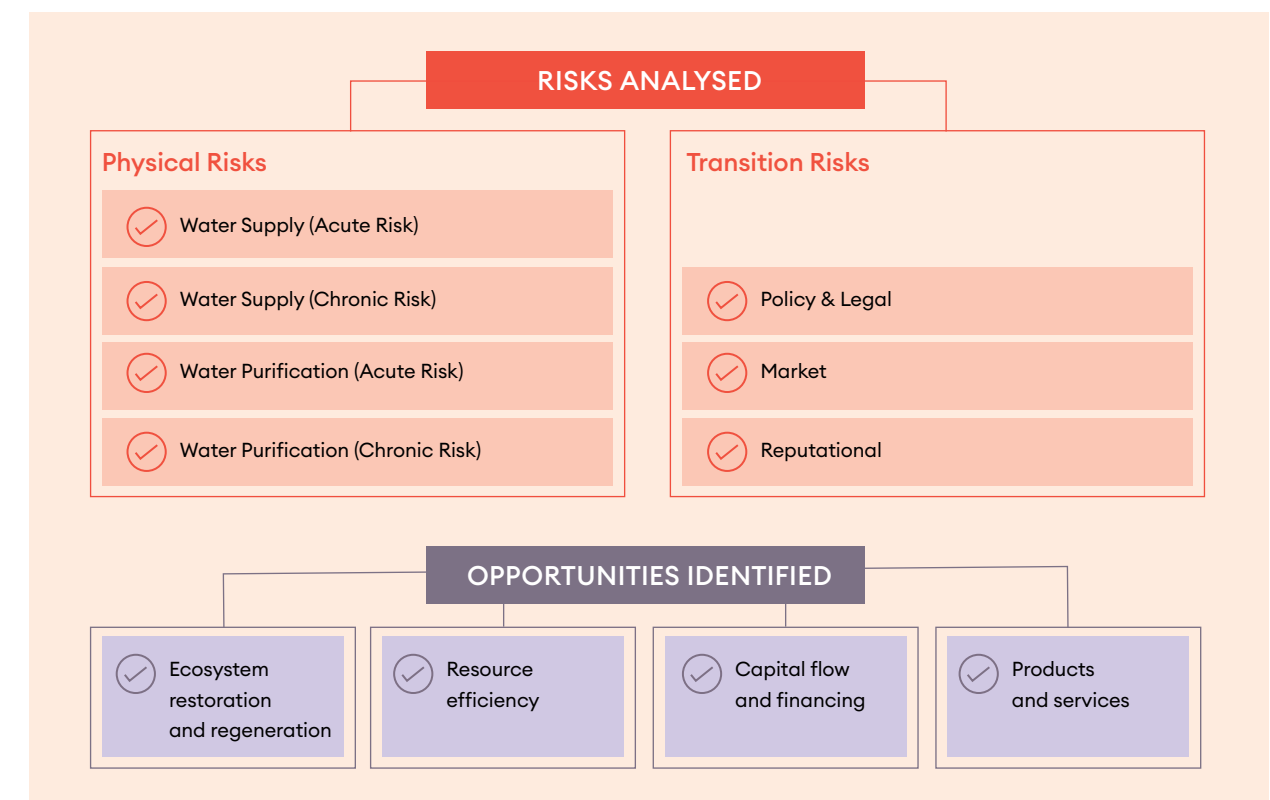 RISKS ANALYSED
Physical Risks
Water Supply (Acute Risk)
Water Supply (Chronic Risk)
Water Purification (Acute Risk)
Water Purification (Chronic Risk)
Transition Risks
Policy & Legal
Market
Reputational
OPPORTUNITIES IDENTIFIED
Ecosystem
restoration
and regeneration
Resource
efficiency
Capital flow
and financing
Products
and services